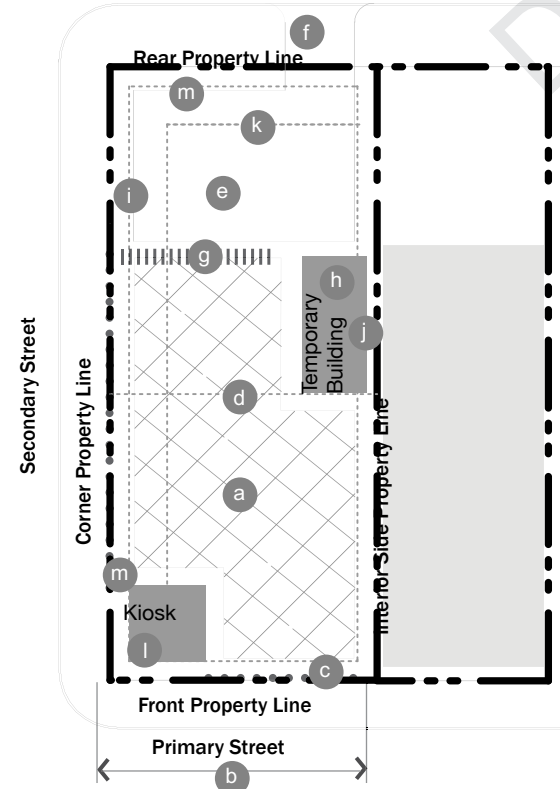 f
Rear Property Line
m
k
i
e
g
h
Temporary
Building
j
Secondary Street
Corner Property Line
d
Interior Side Property Line
a
m
Kiosk
l
c
Front Property Line
Primary Street
b